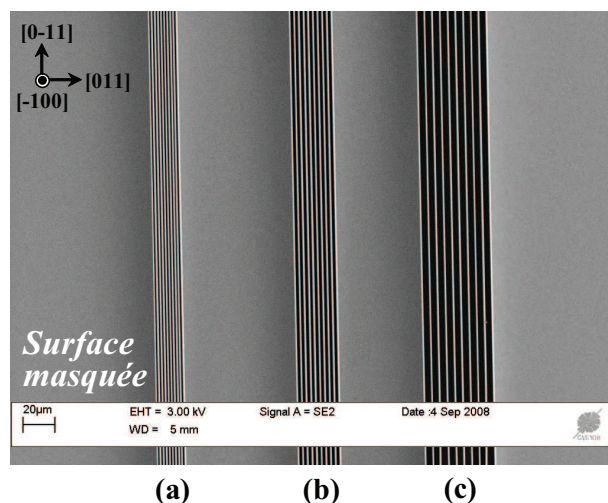 [0-11]
[011]
[-100]
Surface
masquée
20µm
EHT = 3.00 kV
Signal A = SE2
Date :4 Sep 2008
WD = 5 mm
(a) (b) (c)